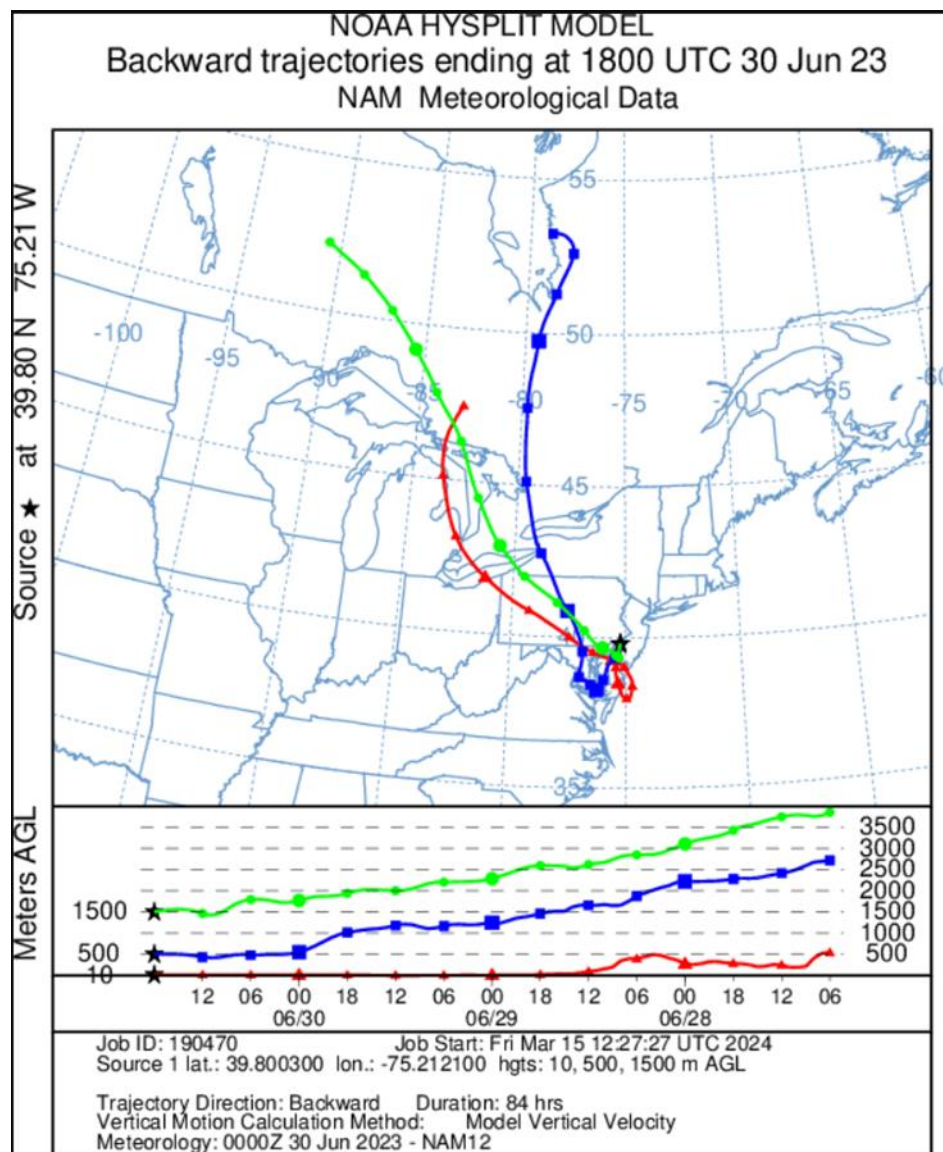 NOAA HYSPLIT MODEL
Backward trajectories ending at 1800 UTC 30 Jun 23
NAM Meteorological Data
Source ★ at 39.80 N 75.21 W
55
-100
-95
-90
-85
-80
50
-75
-70
-65
-60
45
35
Meters AGL
1500
500
10
3500
3000
2500
2000
1500
1000
500
12 06 00 18 12 06 00 18 12 06 00 18 12 06
06/30 06/29 06/28
Job ID: 190470 Job Start: Fri Mar 15 12:27:27 UTC 2024
Source 1 lat.: 39.800300 lon.: -75.212100 hgts: 10, 500, 1500 m AGL
Trajectory Direction: Backward Duration: 84 hrs
Vertical Motion Calculation Method: Model Vertical Velocity
Meteorology: 0000Z 30 Jun 2023 - NAM12